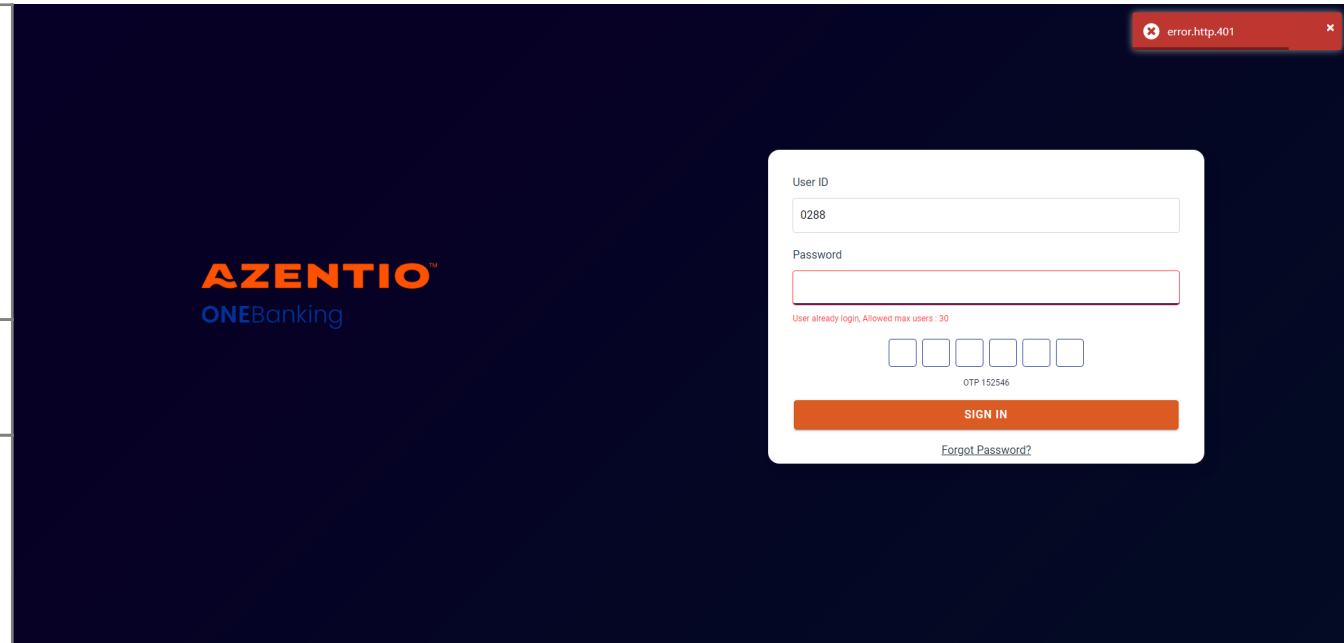 error.http.401
User ID
0288
AZENTIO™
ONEBanking
Password
User already login, Allowed max users : 30
OTP 152546
SIGN IN
Forgot Password?